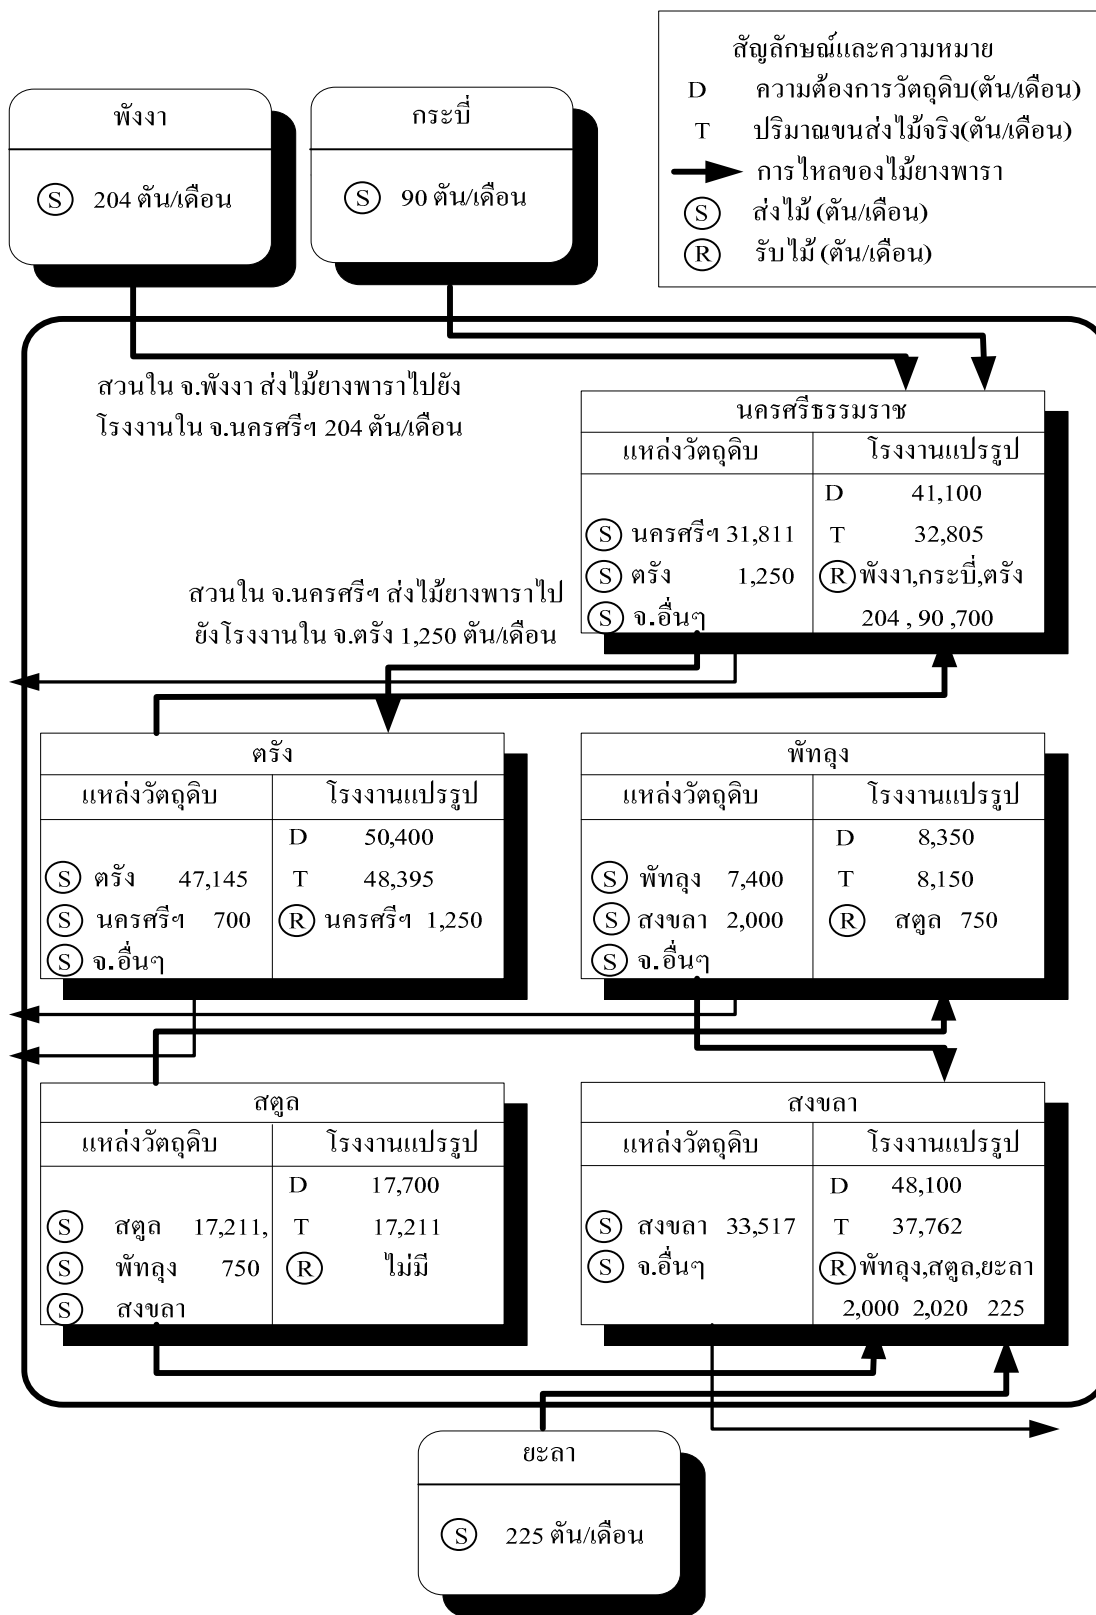 สัญลักษณ์และความหมาย
D ความต้องการวัตถุดิบ(ตัน/เดือน)
T ปริมาณขนส่งไม้จริง(ตัน/เดือน)
การไหลของไม้ยางพารา
S ส่งไม้ (ตัน/เดือน)
R รับไม้ (ตัน/เดือน)
พังงา
S 204 ตัน/เดือน
กระบี่
S 90 ตัน/เดือน
สวนใน จ.พังงา ส่งไม้ยางพาราไปยัง
โรงงานใน จ.นครศรีฯ 204 ตัน/เดือน
นครศรีธรรมราช
แหล่งวัตถุดิบ โรงงานแปรรูป
D 41,100
S นครศรีฯ 31,811 T 32,805
S ตรัง 1,250 R พังงา,กระบี่,ตรัง
S จ.อื่นๆ 204 , 90 ,700
สวนใน จ.นครศรีฯ ส่งไม้ยางพาราไป
ยังโรงงานใน จ.ตรัง 1,250 ตัน/เดือน
ตรัง
แหล่งวัตถุดิบ โรงงานแปรรูป
D 50,400
S ตรัง 47,145 T 48,395
S นครศรีฯ 700 R นครศรีฯ 1,250
S จ.อื่นๆ
พัทลุง
แหล่งวัตถุดิบ โรงงานแปรรูป
D 8,350
S พัทลุง 7,400 T 8,150
S สงขลา 2,000 R สตูล 750
S จ.อื่นๆ
สตูล
แหล่งวัตถุดิบ โรงงานแปรรูป
D 17,700
S สตูล 17,211, T 17,211
S พัทลุง 750 R ไม่มี
S สงขลา
สงขลา
แหล่งวัตถุดิบ โรงงานแปรรูป
D 48,100
S สงขลา 33,517 T 37,762
S จ.อื่นๆ R พัทลุง,สตูล,ยะลา
2,000 2,020 225
ยะลา
S 225 ตัน/เดือน